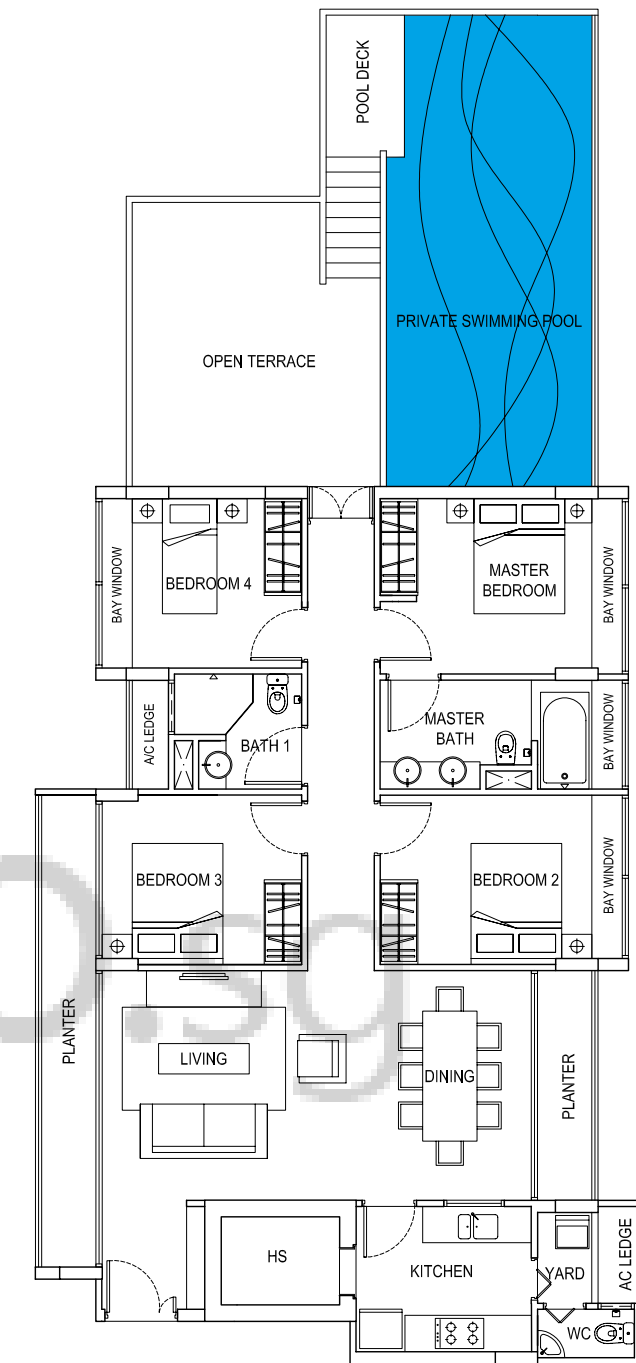 POOL DECK
PRIVATE SWIMMING POOL
OPEN TERRACE
BAY WINDOW
BEDROOM 4
MASTER
BEDROOM
BAY WINDOW
A/C LEDGE
BATH 1
MASTER
BATH
BAY WINDOW
BEDROOM 3
BEDROOM 2
BAY WINDOW
PLANTER
LIVING
DINING
PLANTER
HS
KITCHEN
YARD
AC LEDGE
WC
.sg